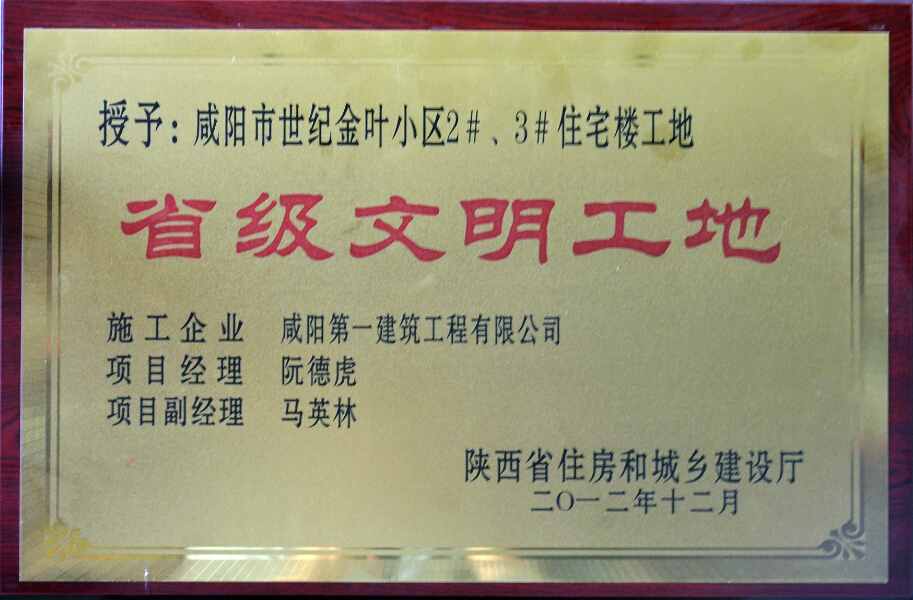 授予：咸阳市世纪金叶小区2#、3#住宅楼工地
省级文明工地
施工企业 咸阳第一建筑工程有限公司
项目经理 阮德虎
项目副经理 马英林
陕西省住房和城乡建设厅
二〇一二年十二月